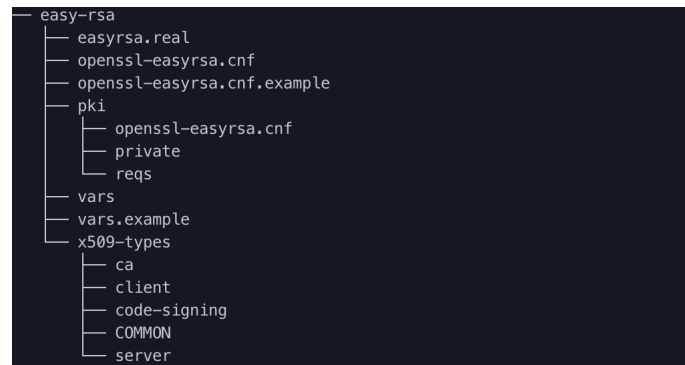 easy-rsa
easyrsa.real
openssl-easyrsa.cnf
openssl-easyrsa.cnf.example
pki
openssl-easyrsa.cnf
private
reqs
vars
vars.example
x509-types
ca
client
code-signing
COMMON
server